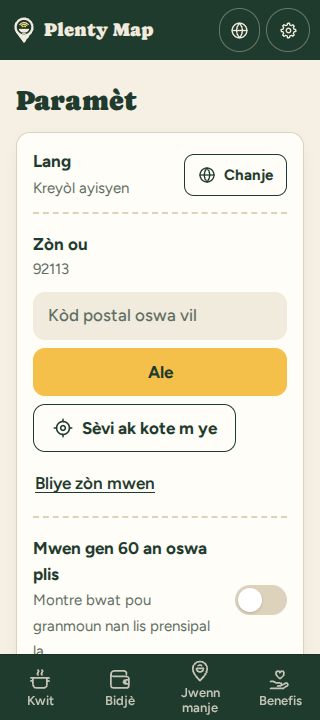 Plenty Map
Paramèt
Lang
Kreyòl ayisyen
Chanje
Zòn ou
92113
Kòd postal oswa vil
Ale
Sèvi ak kote m ye
Bliye zòn mwen
Mwen gen 60 an oswa
plis
Montre bwat pou
granmoun nan lis prensipal
la
Kwit
Bidjè
Jwenn
manje
Benefis